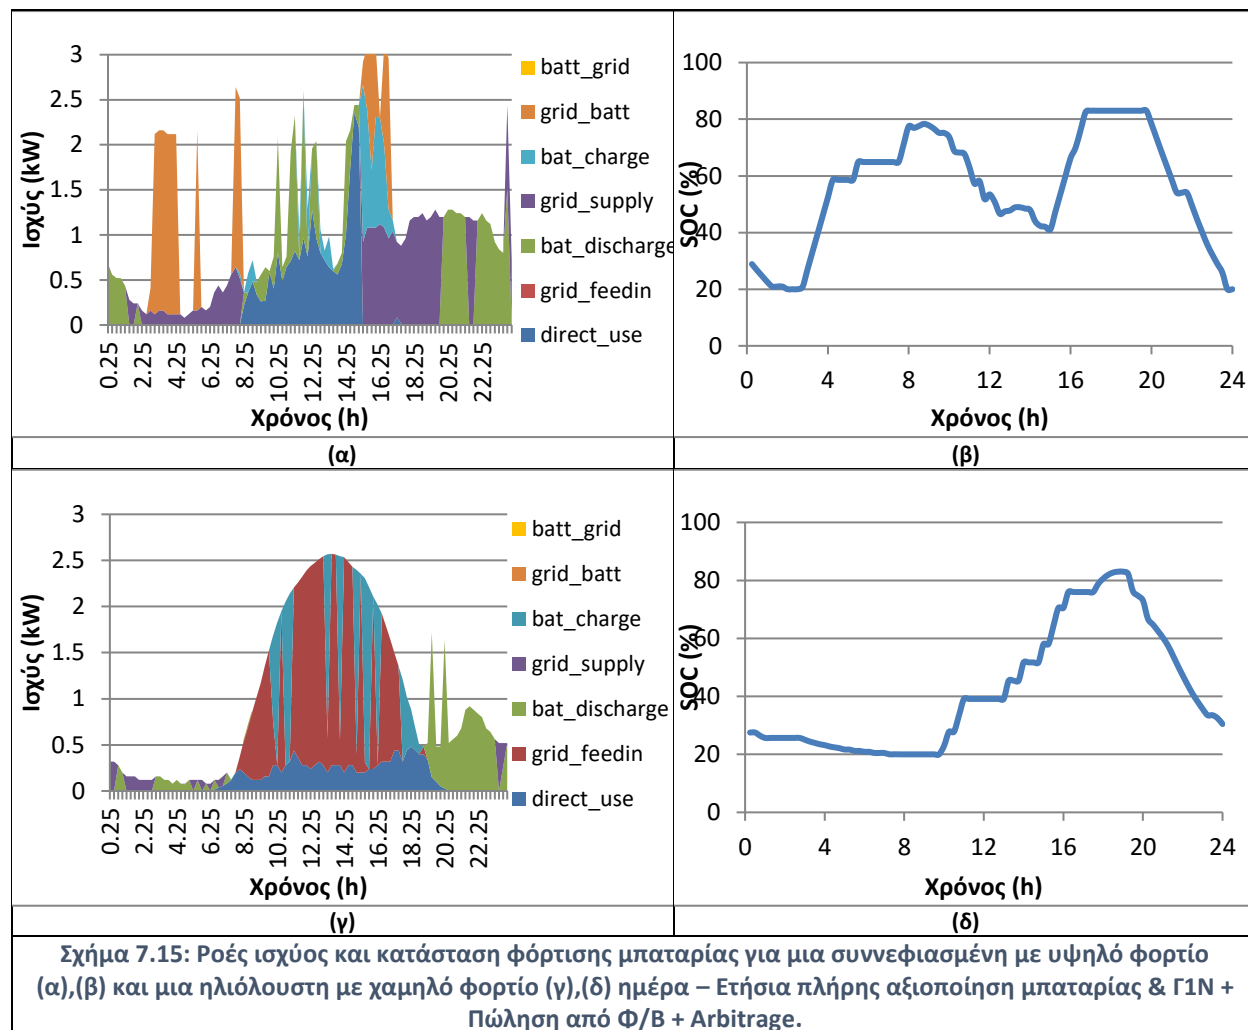 3
2.5
2
1.5
1
0.5
0
Ισχύς (kW)
0.25
2.25
4.25
6.25
8.25
10.25
12.25
14.25
16.25
18.25
20.25
22.25
Χρόνος (h)
batt_grid
grid_batt
bat_charge
grid_supply
bat_discharge
grid_feedin
direct_use
100
80
60
40
20
0
SOC (%)
0 4 8 12 16 20 24
Χρόνος (h)
(α)
(β)
3
2.5
2
1.5
1
0.5
0
Ισχύς (kW)
0.25
2.25
4.25
6.25
8.25
10.25
12.25
14.25
16.25
18.25
20.25
22.25
Χρόνος (h)
batt_grid
grid_batt
bat_charge
grid_supply
bat_discharge
grid_feedin
direct_use
100
80
60
40
20
0
SOC (%)
0 4 8 12 16 20 24
Χρόνος (h)
(γ)
(δ)
Σχήμα 7.15: Ροές ισχύος και κατάσταση φόρτισης μπαταρίας για μια συννεφιασμένη με υψηλό φορτίο
(α),(β) και μια ηλιόλουστη με χαμηλό φορτίο (γ),(δ) ημέρα – Ετήσια πλήρης αξιοποίηση μπαταρίας & Γ1Ν +
Πώληση από Φ/Β + Arbitrage.